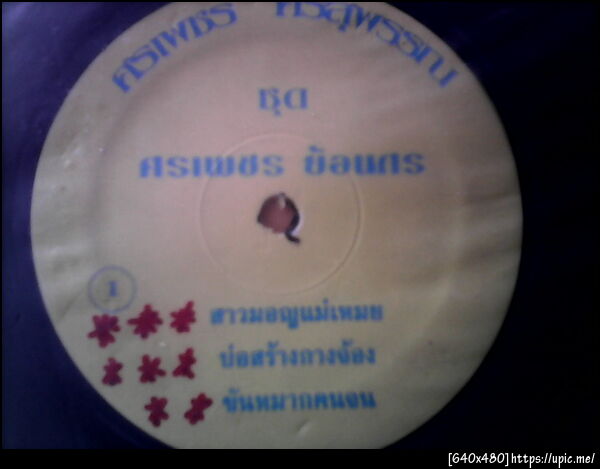 ศรเพชร ศรสุพรรณ
ชุด
ศรเพชร ย้อนศร
1
สาวมอญแม่เหมย
บ่อสร้างกางจ้อง
ขันหมากคนจน
[640x480]https://upic.me/